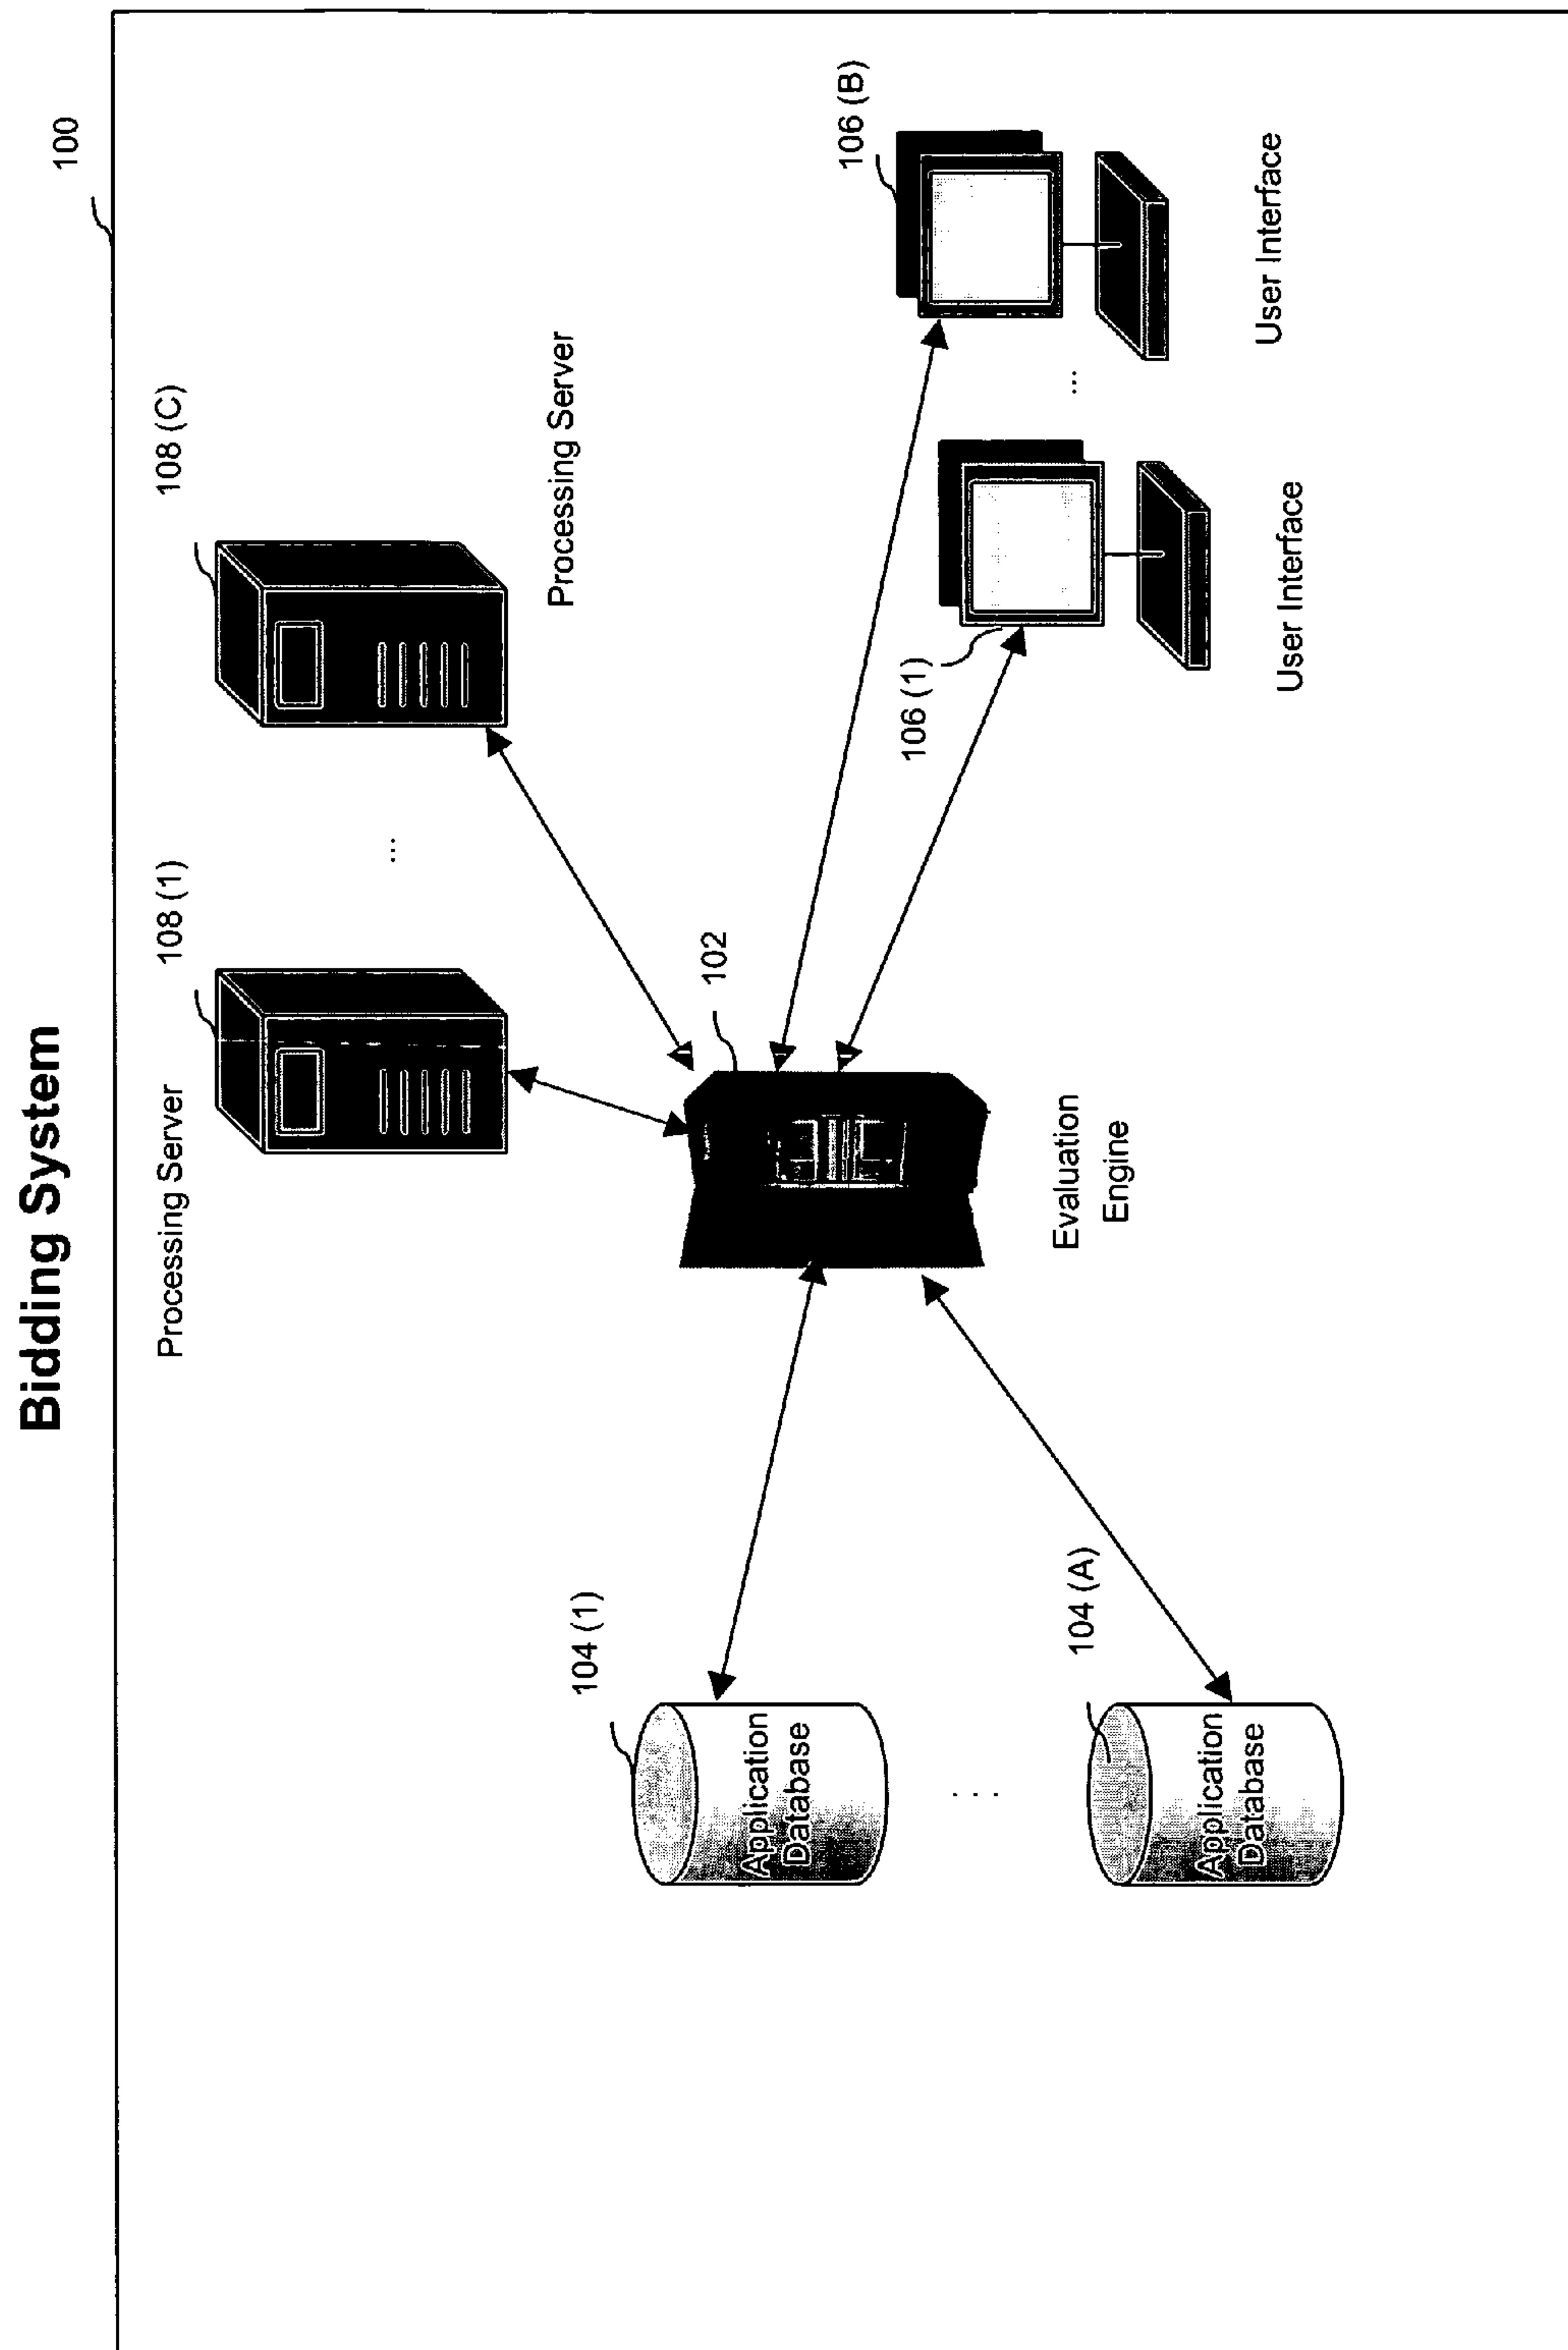 Bidding System
100
Processing Server
108 (1)
...
108 (C)
Processing Server
104 (1)
Application
Database
...
104 (A)
Application
Database
102
Evaluation
Engine
106 (B)
106 (1)
...
User Interface
User Interface